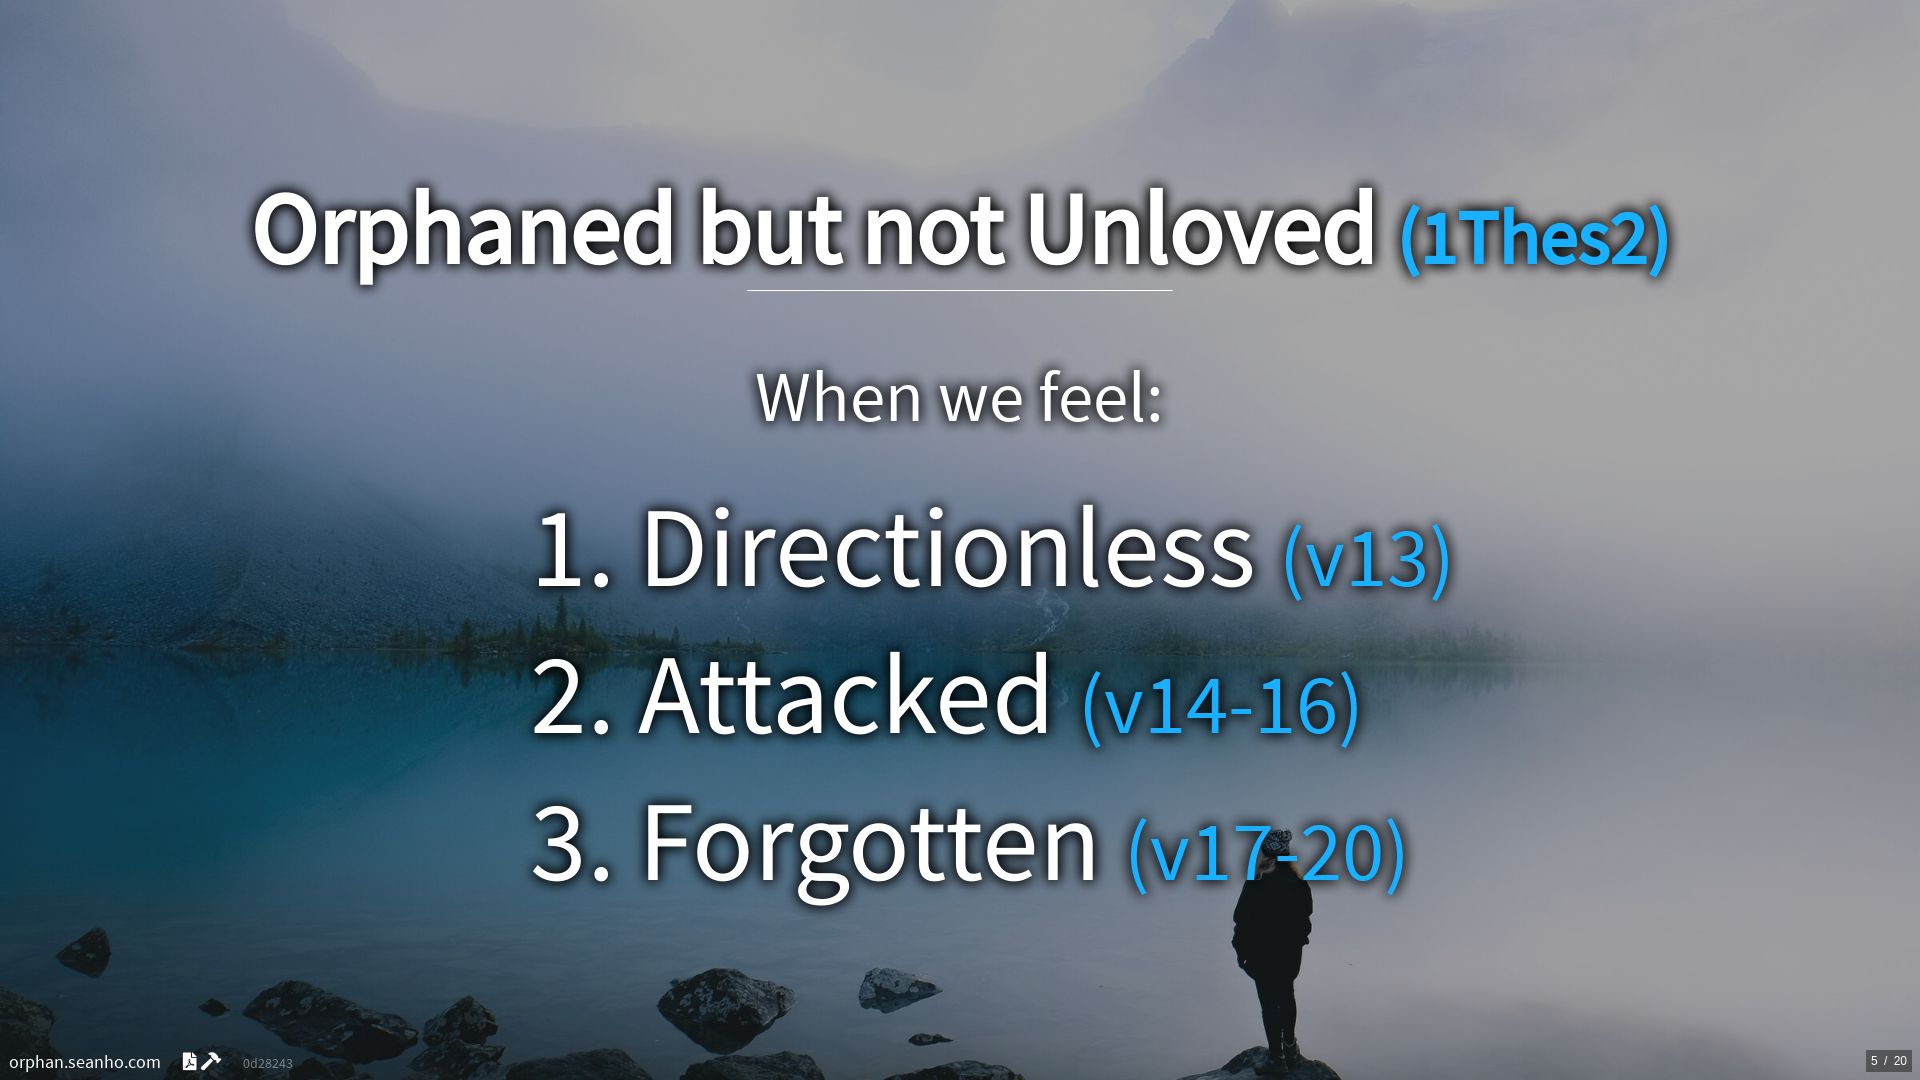 Orphaned but not Unloved (1Thes2)
When we feel:
1. Directionless (v13)
2. Attacked (v14-16)
3. Forgotten (v17-20)
orphan.seanho.com 0d28243
5 / 20